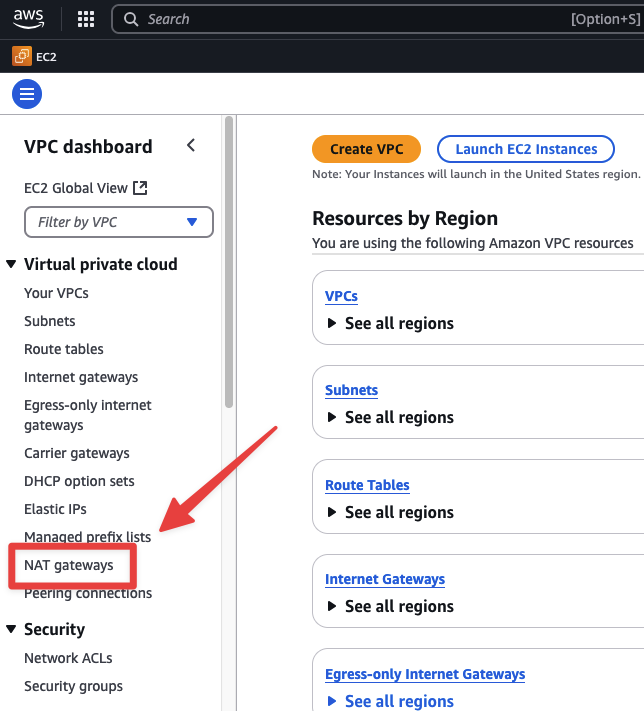 aws
Search
[Option+S]
EC2
VPC dashboard
EC2 Global View
Filter by VPC
Virtual private cloud
Your VPCs
Subnets
Route tables
Internet gateways
Egress-only internet
gateways
Carrier gateways
DHCP option sets
Elastic IPs
Managed prefix lists
NAT gateways
Peering connections
Security
Network ACLs
Security groups
Create VPC
Launch EC2 Instances
Note: Your Instances will launch in the United States region.
Resources by Region
You are using the following Amazon VPC resources
VPCs
See all regions
Subnets
See all regions
Route Tables
See all regions
Internet Gateways
See all regions
Egress-only Internet Gateways
See all regions